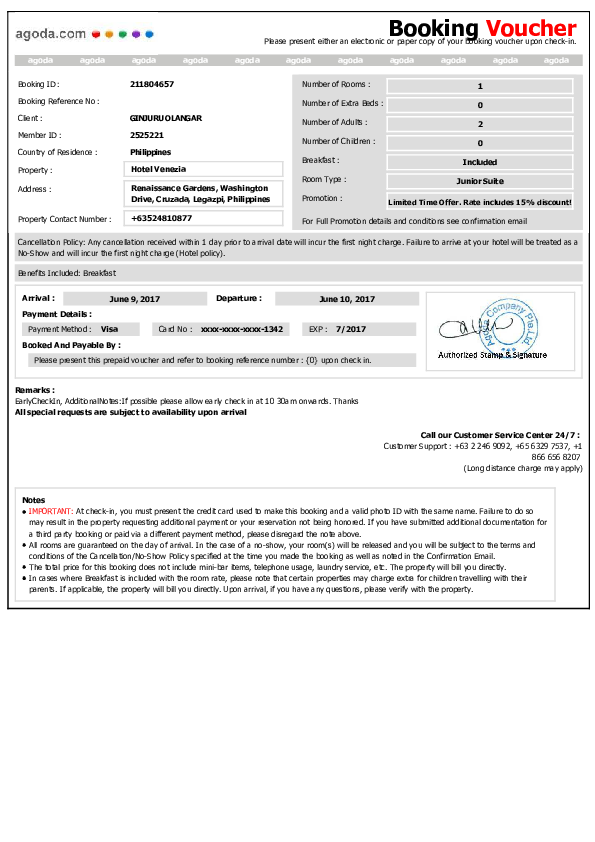 agoda.com
Booking Voucher
Please present either an electronic or paper copy of your booking voucher upon check-in.
agoda agoda agoda agoda agoda agoda agoda agoda agoda agoda agoda
Booking ID : 211804657
Booking Reference No :
Client : GINJIURUOLANGAR
Member ID : 2525221
Country of Residence : Philippines
Property : Hotel Venezia
Address : Renaissance Gardens, Washington
Drive, Cruzada, Legazpi, Philippines
Property Contact Number : +63524810877
Number of Rooms : 1
Number of Extra Beds : 0
Number of Adults : 2
Number of Children : 0
Breakfast : Included
Room Type : Junior Suite
Promotion : Limited Time Offer. Rate includes 15% discount!
For Full Promotion details and conditions see confirmation email
Cancellation Policy: Any cancellation received within 1 day prior to arrival date will incur the first night charge. Failure to arrive at your hotel will be treated as a
No-Show and will incur the first night charge (Hotel policy).
Benefits Included: Breakfast
Arrival : June 9, 2017 Departure : June 10, 2017
Payment Details :
Payment Method : Visa Card No : xxxx-xxxx-xxxx-1342 EXP : 7/2017
Booked And Payable By :
Please present this prepaid voucher and refer to booking reference number : {0} upon check in.
Agoda Company Pte.Ltd.
Authorized Stamp & Signature
Remarks :
EarlyCheckIn, AdditionalNotes:If possible please allow early check in at 10 30am onwards. Thanks
All special requests are subject to availability upon arrival
Call our Customer Service Center 24/7 :
Customer Support : +63 2 246 9092, +65 6329 7537, +1
866 656 8207
(Long distance charge may apply)
Notes
● IMPORTANT: At check-in, you must present the credit card used to make this booking and a valid photo ID with the same name. Failure to do so
may result in the property requesting additional payment or your reservation not being honored. If you have submitted additional documentation for
a third party booking or paid via a different payment method, please disregard the note above.
● All rooms are guaranteed on the day of arrival. In the case of a no-show, your room(s) will be released and you will be subject to the terms and
conditions of the Cancellation/No-Show Policy specified at the time you made the booking as well as noted in the Confirmation Email.
● The total price for this booking does not include mini-bar items, telephone usage, laundry service, etc. The property will bill you directly.
● In cases where Breakfast is included with the room rate, please note that certain properties may charge extra for children travelling with their
parents. If applicable, the property will bill you directly. Upon arrival, if you have any questions, please verify with the property.